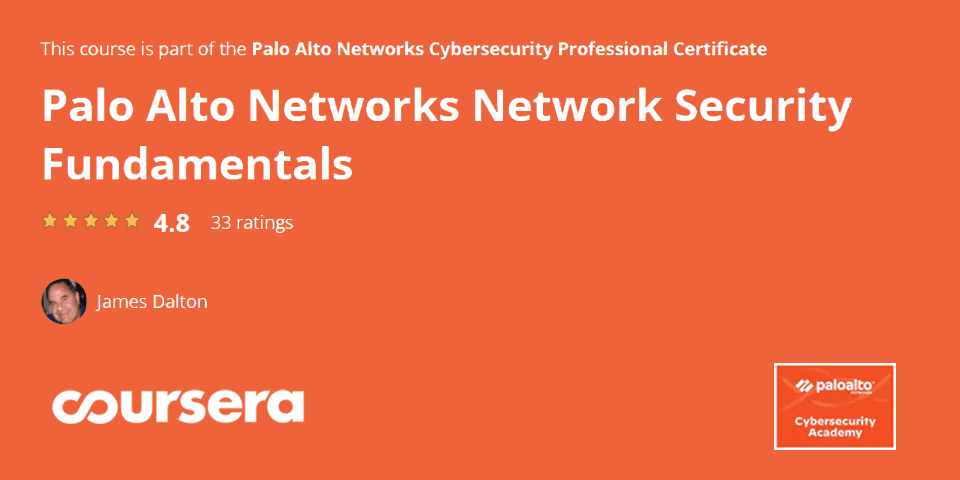 This course is part of the Palo Alto Networks Cybersecurity Professional Certificate
Palo Alto Networks Network Security
Fundamentals
4.8 33 ratings
James Dalton
coursera
paloalto
Cybersecurity
Academy